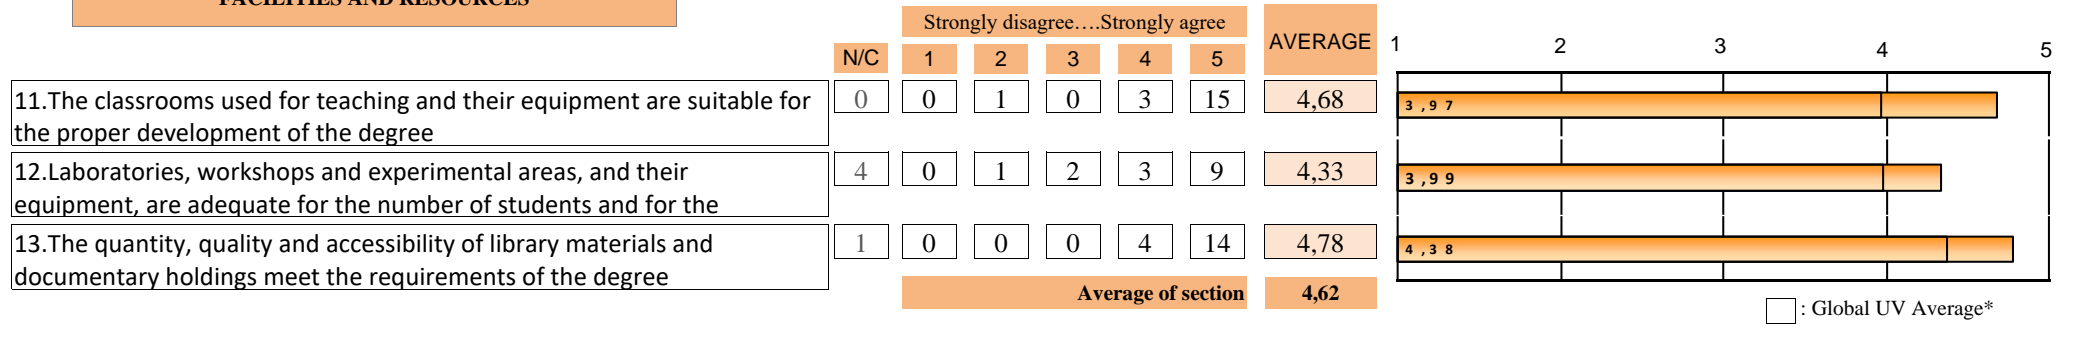 FACILITIES AND RESOURCES
Strongly disagree….Strongly agree
AVERAGE
N/C 1 2 3 4 5
1 2 3 4 5
11.The classrooms used for teaching and their equipment are suitable for
the proper development of the degree
0 0 1 0 3 15 4,68
3,97
12.Laboratories, workshops and experimental areas, and their
equipment, are adequate for the number of students and for the
4 0 1 2 3 9 4,33
3,99
13.The quantity, quality and accessibility of library materials and
documentary holdings meet the requirements of the degree
1 0 0 0 4 14 4,78
4,38
Average of section 4,62
: Global UV Average*